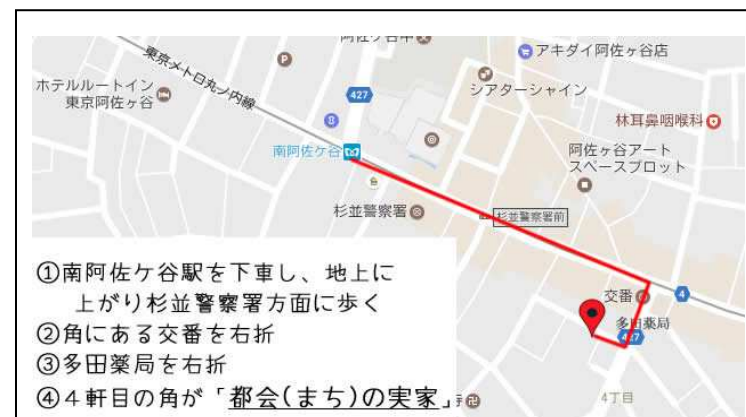 阿佐ヶ谷
アキダイ阿佐ヶ谷店
東京メトロ丸ノ内線
シアターシャイン
ホテルルートイン
東京阿佐ヶ谷
427
林耳鼻咽喉科
南阿佐ケ谷
阿佐ヶ谷アート
スペースプロット
杉並警察署
杉並警察署前
交番
4
多田薬局
427
4丁目
①南阿佐ケ谷駅を下車し、地上に
上がり杉並警察署方面に歩く
②角にある交番を右折
③多田薬局を右折
④4軒目の角が「都会(まち)の実家」